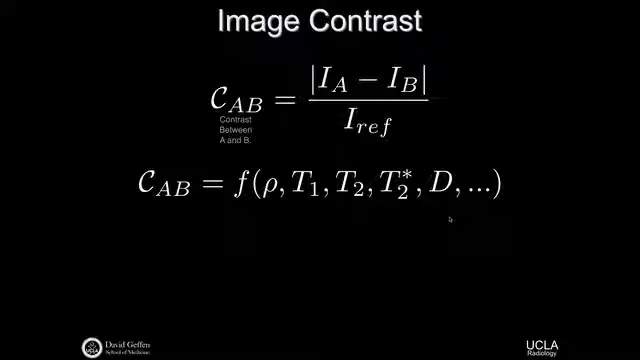 Image Contrast
C_AB = |I_A − I_B| / I_ref
Contrast
Between
A and B.
C_AB = f(ρ, T_1, T_2, T_2^*, D, ...)
UCLA
David Geffen
School of Medicine
UCLA
Radiology